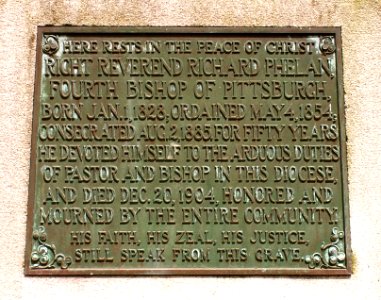 HERE RESTS IN THE PEACE OF CHRIST
RIGHT REVEREND RICHARD PHELAN,
FOURTH BISHOP OF PITTSBURGH
BORN JAN. 1, 1828, ORDAINED MAY 4, 1854,
CONSECRATED AUG. 2, 1885, FOR FIFTY YEARS
HE DEVOTED HIMSELF TO THE ARDUOUS DUTIES
OF PASTOR AND BISHOP IN THIS DIOCESE,
AND DIED DEC. 20, 1904, HONORED AND
MOURNED BY THE ENTIRE COMMUNITY.
HIS FAITH, HIS ZEAL, HIS JUSTICE,
STILL SPEAK FROM THIS GRAVE.